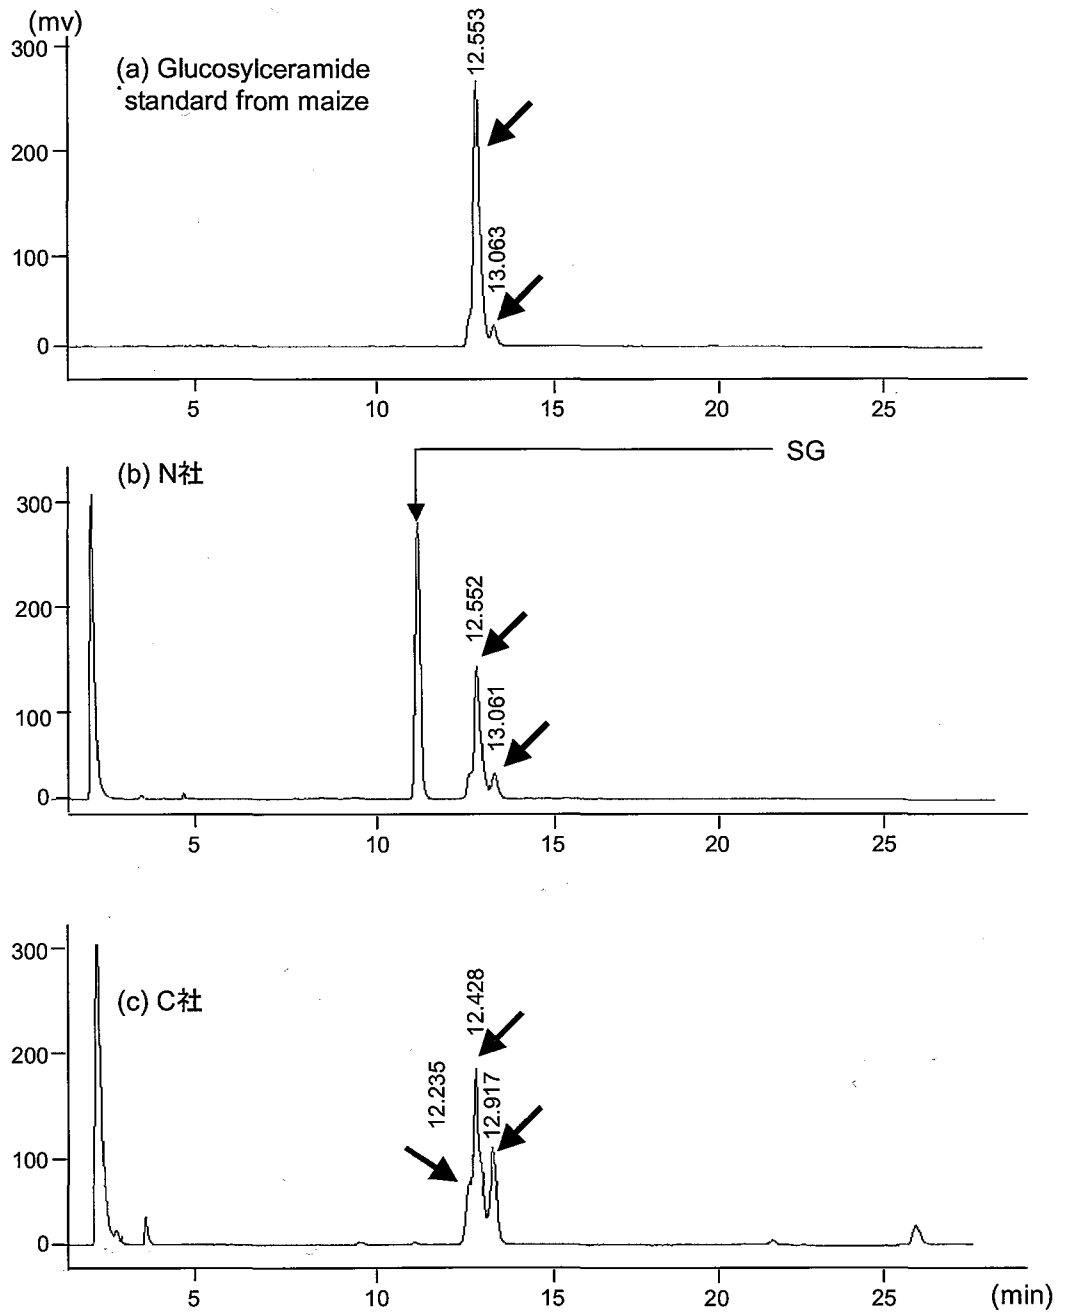 (mv)
300
200
100
0
(a) Glucosylceramide
standard from maize
12.553
13.063
5 10 15 20 25
SG
(b) N社
300
200
100
0
12.552
13.061
5 10 15 20 25
(c) C社
300
200
100
0
12.235
12.428
12.917
5 10 15 20 25 (min)